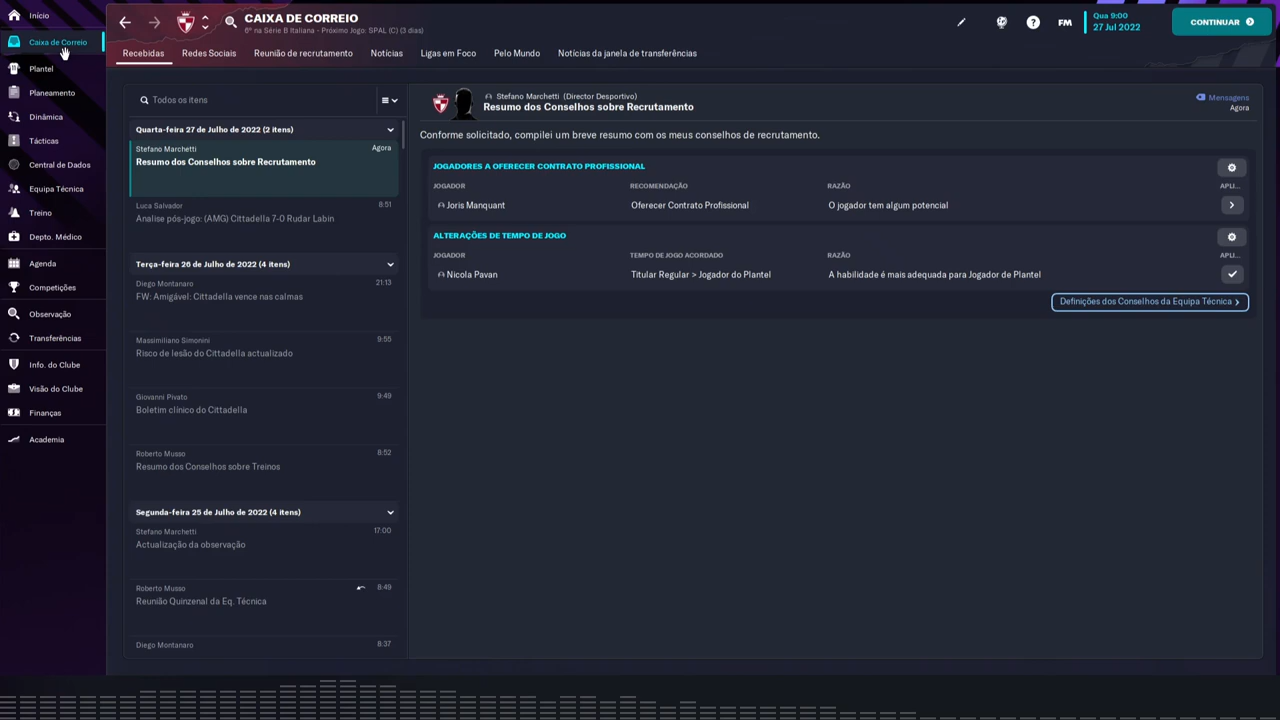 Início
Caixa de Correio
Plantel
Planeamento
Dinâmica
Tácticas
Central de Dados
Equipa Técnica
Treino
Depto. Médico
Agenda
Competições
Observação
Transferências
Info. do Clube
Visão do Clube
Finanças
Academia
CAIXA DE CORREIO
6º na Série B Italiana - Próximo Jogo: SPAL (C) (3 dias)
FM
Qua 9:00
27 Jul 2022
CONTINUAR
Recebidas Redes Sociais Reunião de recrutamento Notícias Ligas em Foco Pelo Mundo Notícias da janela de transferências
Todos os itens
Quarta-feira 27 de Julho de 2022 (2 itens)
Stefano Marchetti Agora
Resumo dos Conselhos sobre Recrutamento
Luca Salvador 8:51
Analise pós-jogo: (AMG) Cittadella 7-0 Rudar Labin
Terça-feira 26 de Julho de 2022 (4 itens)
Diego Montanaro 21:13
FW: Amigável: Cittadella vence nas calmas
Massimiliano Simonini 9:55
Risco de lesão do Cittadella actualizado
Giovanni Pivato 9:49
Boletim clínico do Cittadella
Roberto Musso 8:52
Resumo dos Conselhos sobre Treinos
Segunda-feira 25 de Julho de 2022 (4 itens)
Stefano Marchetti 17:00
Actualização da observação
Roberto Musso 8:49
Reunião Quinzenal da Eq. Técnica
Diego Montanaro 8:37
Stefano Marchetti (Director Desportivo)
Resumo dos Conselhos sobre Recrutamento
Mensagens
Agora
Conforme solicitado, compilei um breve resumo com os meus conselhos de recrutamento.
JOGADORES A OFERECER CONTRATO PROFISSIONAL
JOGADOR RECOMENDAÇÃO RAZÃO APLI...
Joris Manquant Oferecer Contrato Profissional O jogador tem algum potencial
ALTERAÇÕES DE TEMPO DE JOGO
JOGADOR TEMPO DE JOGO ACORDADO RAZÃO APLI...
Nicola Pavan Titular Regular > Jogador do Plantel A habilidade é mais adequada para Jogador de Plantel
Definições dos Conselhos da Equipa Técnica